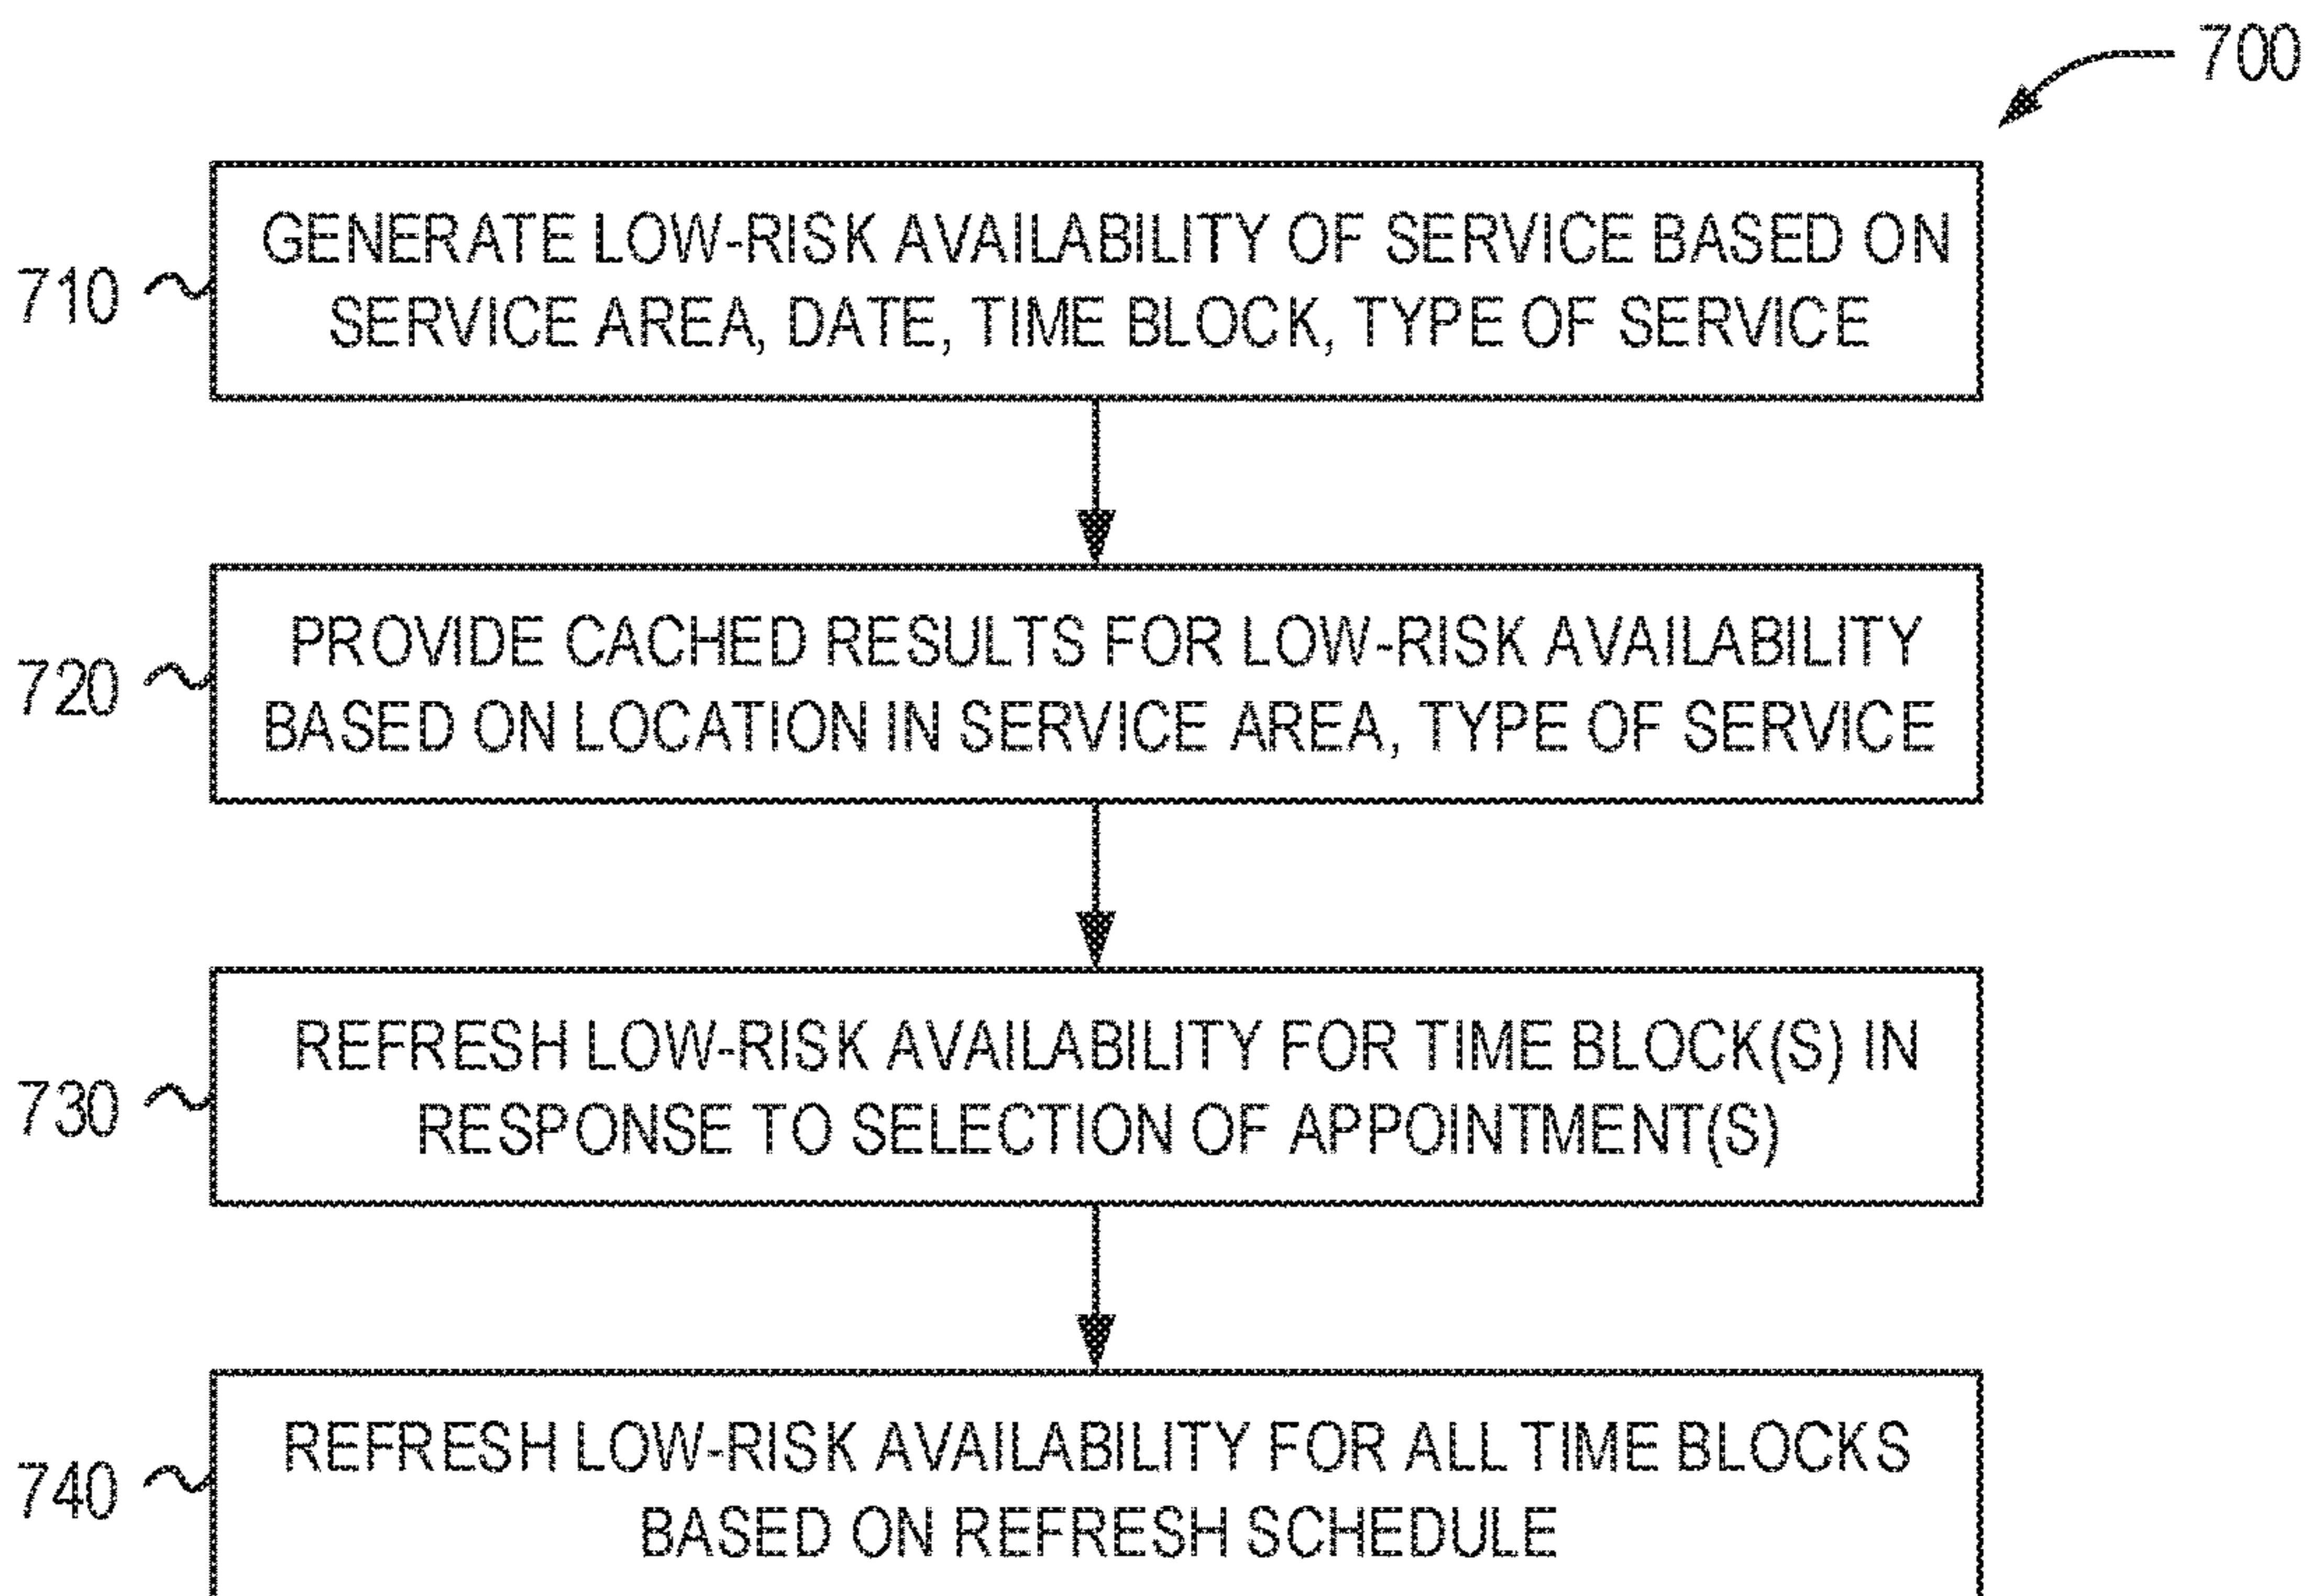 700
710
GENERATE LOW-RISK AVAILABILITY OF SERVICE BASED ON
SERVICE AREA, DATE, TIME BLOCK, TYPE OF SERVICE
720
PROVIDE CACHED RESULTS FOR LOW-RISK AVAILABILITY
BASED ON LOCATION IN SERVICE AREA, TYPE OF SERVICE
730
REFRESH LOW-RISK AVAILABILITY FOR TIME BLOCK(S) IN
RESPONSE TO SELECTION OF APPOINTMENT(S)
740
REFRESH LOW-RISK AVAILABILITY FOR ALL TIME BLOCKS
BASED ON REFRESH SCHEDULE